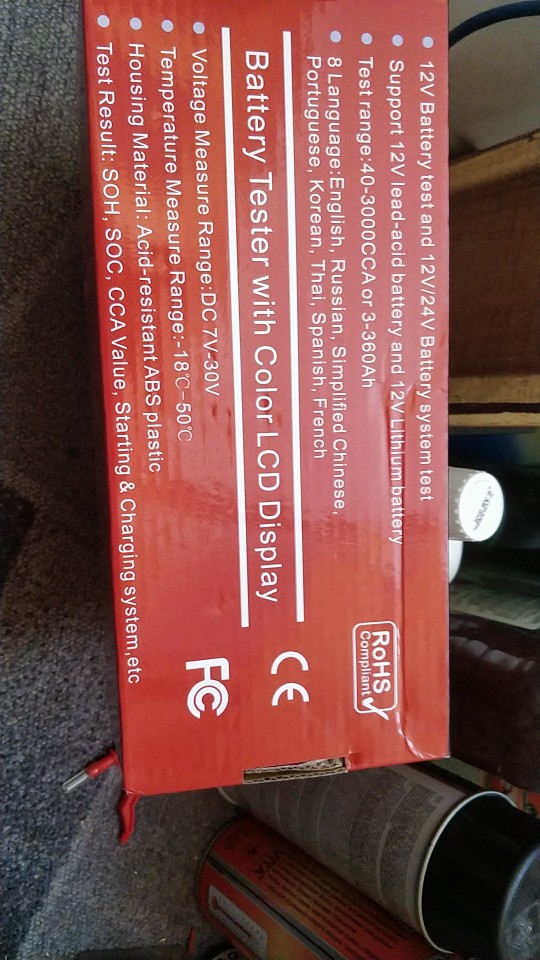 12V Battery test and 12V/24V Battery system test
Support 12V lead-acid battery and 12V Lithium battery
Test range:40-3000CCA or 3-360Ah
8 Language:English, Russian, Simplified Chinese,
Portuguese, Korean, Thai, Spanish, French
RoHS
Compliant
Battery Tester with Color LCD Display
CE
Voltage Measure Range:DC 7V-30V
Temperature Measure Range:-18℃-50℃
Housing Material: Acid-resistant ABS plastic
Test Result: SOH, SOC, CCA Value, Starting & Charging system,etc
FC